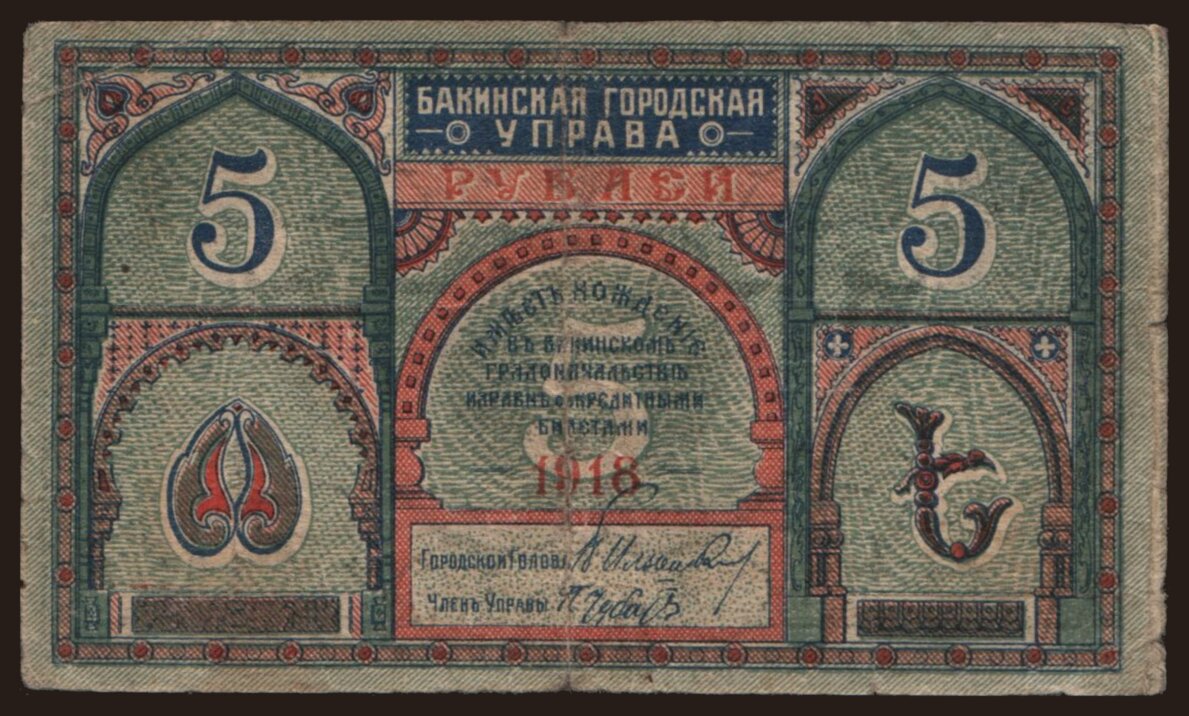 БАКИНСКАЯ ГОРОДСКАЯ
УПРАВА
РУБЛЕЙ
5
5
ИМѢЕТЪ ХОЖДЕНІЕ
ВЪ БАКИНСКОМЪ
ГРАДОНАЧАЛЬСТВѢ
НАРАВНѢ СЪ КРЕДИТНЫМИ
БИЛЕТАМИ
5
1918
ГОРОДСКОЙ ГОЛОВА
ЧЛЕНЪ УПРАВЫ